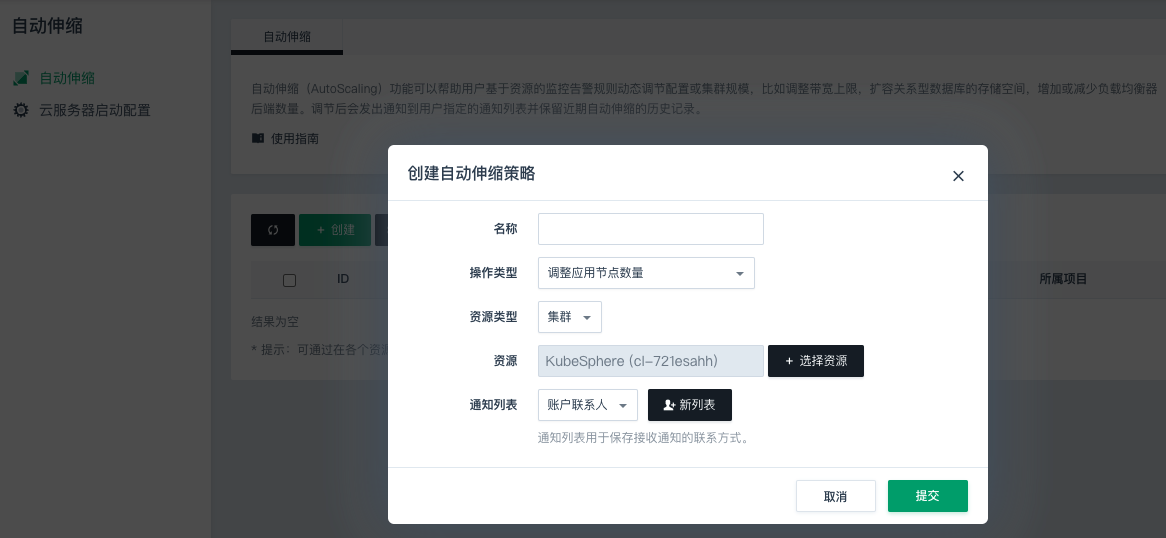 自动伸缩
自动伸缩
云服务器启动配置
自动伸缩
自动伸缩（AutoScaling）功能可以帮助用户基于资源的监控告警规则动态调节配置或集群规模，比如调整带宽上限，扩容关系型数据库的存储空间，增加或减少负载均衡器
后端数量。调节后会发出通知到用户指定的通知列表并保留近期自动伸缩的历史记录。
使用指南
+ 创建
ID
所属项目
结果为空
* 提示：可通过在各个资源
创建自动伸缩策略
名称
操作类型 调整应用节点数量
资源类型 集群
资源 KubeSphere (cl-721esahh) + 选择资源
通知列表 账户联系人 新列表
通知列表用于保存接收通知的联系方式。
取消 提交